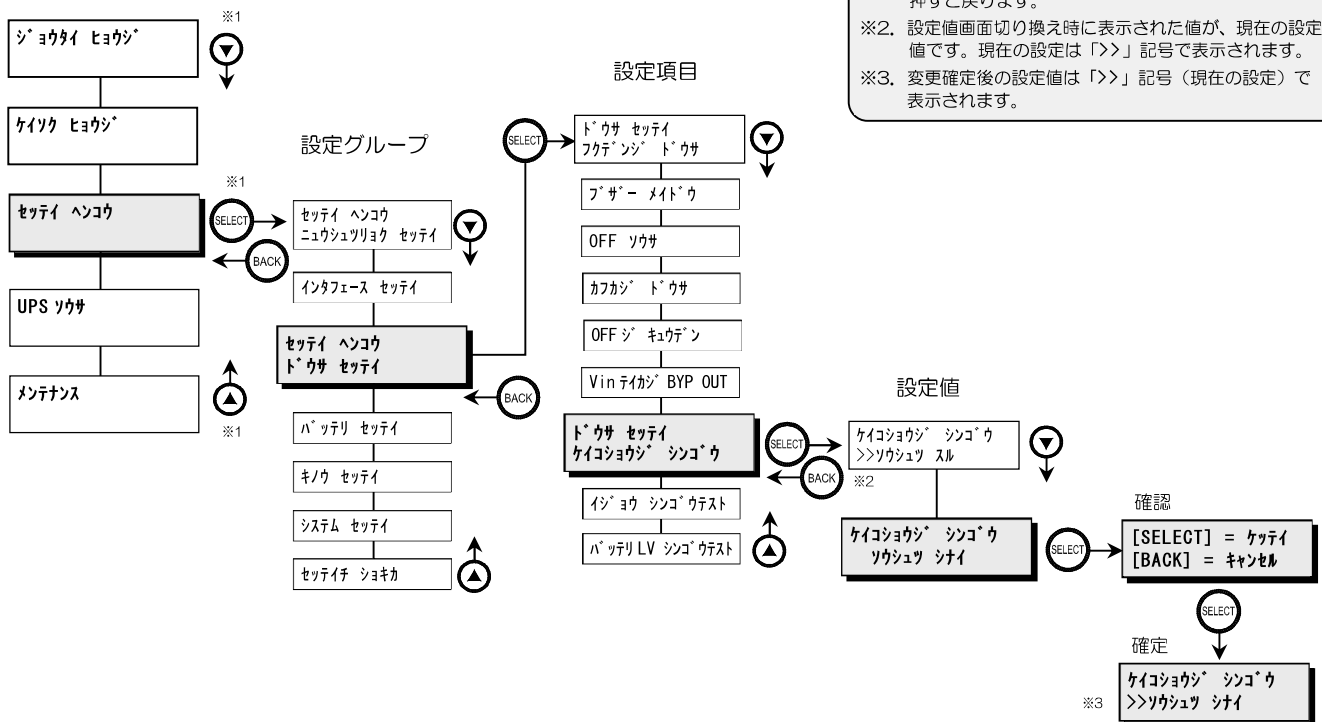 押すと戻ります。
※2. 設定値画面切り換え時に表示された値が、現在の設定
値です。現在の設定は「>>」記号で表示されます。
※3. 変更確定後の設定値は「>>」記号（現在の設定）で
表示されます。
※1
ｼﾞｮｳﾀｲ ﾋｮｳｼﾞ
ｹｲｿｸ ﾋｮｳｼﾞ
ｾｯﾃｲ ﾍﾝｺｳ
UPS ｿｳｻ
ﾒﾝﾃﾅﾝｽ
※1
※1
SELECT
BACK
設定グループ
ｾｯﾃｲ ﾍﾝｺｳ
ﾆｭｳｼｭﾂﾘｮｸ ｾｯﾃｲ
ｲﾝﾀﾌｪｰｽ ｾｯﾃｲ
ｾｯﾃｲ ﾍﾝｺｳ
ﾄﾞｳｻ ｾｯﾃｲ
ﾊﾞｯﾃﾘ ｾｯﾃｲ
ｷﾉｳ ｾｯﾃｲ
ｼｽﾃﾑ ｾｯﾃｲ
ｾｯﾃｲﾁ ｼｮｷｶ
SELECT
BACK
設定項目
ﾄﾞｳｻ ｾｯﾃｲ
ﾌｸﾃﾞﾝｼﾞ ﾄﾞｳｻ
ﾌﾞｻﾞｰ ﾒｲﾄﾞｳ
OFF ｿｳｻ
ｶﾌｶｼﾞ ﾄﾞｳｻ
OFFｼﾞ ｷｭｳﾃﾞﾝ
Vinﾃｲｶｼﾞ BYP OUT
ﾄﾞｳｻ ｾｯﾃｲ
ｹｲｺｼｮｳｼﾞ ｼﾝｺﾞｳ
ｲｼﾞｮｳ ｼﾝｺﾞｳﾃｽﾄ
ﾊﾞｯﾃﾘLV ｼﾝｺﾞｳﾃｽﾄ
SELECT
BACK
※2
設定値
ｹｲｺｼｮｳｼﾞ ｼﾝｺﾞｳ
>>ｿｳｼｭﾂ ｽﾙ
ｹｲｺｼｮｳｼﾞ ｼﾝｺﾞｳ
ｿｳｼｭﾂ ｼﾅｲ
SELECT
確認
[SELECT] = ｹｯﾃｲ
[BACK] = ｷｬﾝｾﾙ
SELECT
確定
※3
ｹｲｺｼｮｳｼﾞ ｼﾝｺﾞｳ
>>ｿｳｼｭﾂ ｼﾅｲ